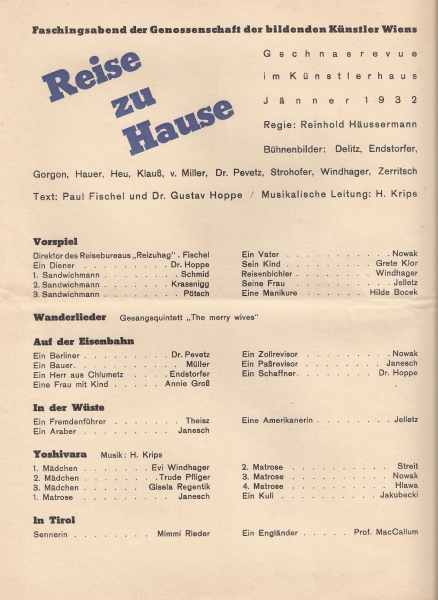 Faschingsabend der Genossenschaft der bildenden Künstler Wiens
Reise
zu
Hause
Gschnasrevue
im Künstlerhaus
Jänner 1932
Regie: Reinhold Häussermann
Bühnenbilder: Delitz, Endstorfer,
Gorgon, Hauer, Heu, Klauß, v. Miller, Dr. Pevetz, Strohofer, Windhager, Zerritsch
Text: Paul Fischel und Dr. Gustav Hoppe / Musikalische Leitung: H. Krips
Vorspiel
Direktor des Reisebureaus „Reizuhag" . Fischel
Ein Diener . . . . . . . . . Dr. Hoppe
1. Sandwichmann . . . . . . . . Schmid
2. Sandwichmann . . . . . . . Krassnigg
3. Sandwichmann . . . . . . . . Pötsch
Ein Vater . . . . . . . . . . . Nowak
Sein Kind . . . . . . . . . Grete Klor
Reisenbichler . . . . . . . . Windhager
Seine Frau . . . . . . . . . . Jelletz
Eine Manikure . . . . . . . Hilde Bocek
Wanderlieder Gesangsquintett „The merry wives"
Auf der Eisenbahn
Ein Berliner . . . . . . . . Dr. Pevetz
Ein Bauer. . . . . . . . . . . Müller
Ein Herr aus Chlumetz . . . . Endstorfer
Eine Frau mit Kind . . . . . Annie Groß
Ein Zollrevisor . . . . . . . . Nowak
Ein Paßrevisor . . . . . . . . Janesch
Ein Schaffner. . . . . . . . Dr. Hoppe
In der Wüste
Ein Fremdenführer . . . . . . . Theisz
Ein Araber . . . . . . . . . . Janesch
Eine Amerikanerin . . . . . . . Jelletz
Yoshivara Musik: H. Krips
1. Mädchen . . . . . . . Evi Windhager
2. Mädchen . . . . . . . Trude Pfliger
3. Mädchen . . . . . . Gisela Regentik
1. Matrose . . . . . . . . . . Janesch
2. Matrose . . . . . . . . . . Streit
3. Matrose . . . . . . . . . . Nowak
4. Matrose . . . . . . . . . . Hlawa
Ein Kuli . . . . . . . . . . Jakubecki
In Tirol
Sennerin . . . . . . . . Mimmi Rieder
Ein Engländer . . . . . Prof. MacCallum